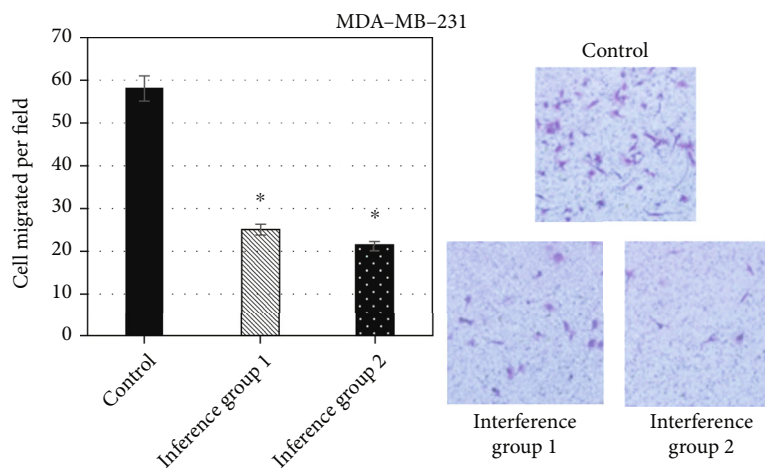 MDA–MB–231
Cell migrated per field
70
60
50
40
30
20
10
0
*
*
Control
Inference group 1
Inference group 2
Control
Interference
group 1
Interference
group 2